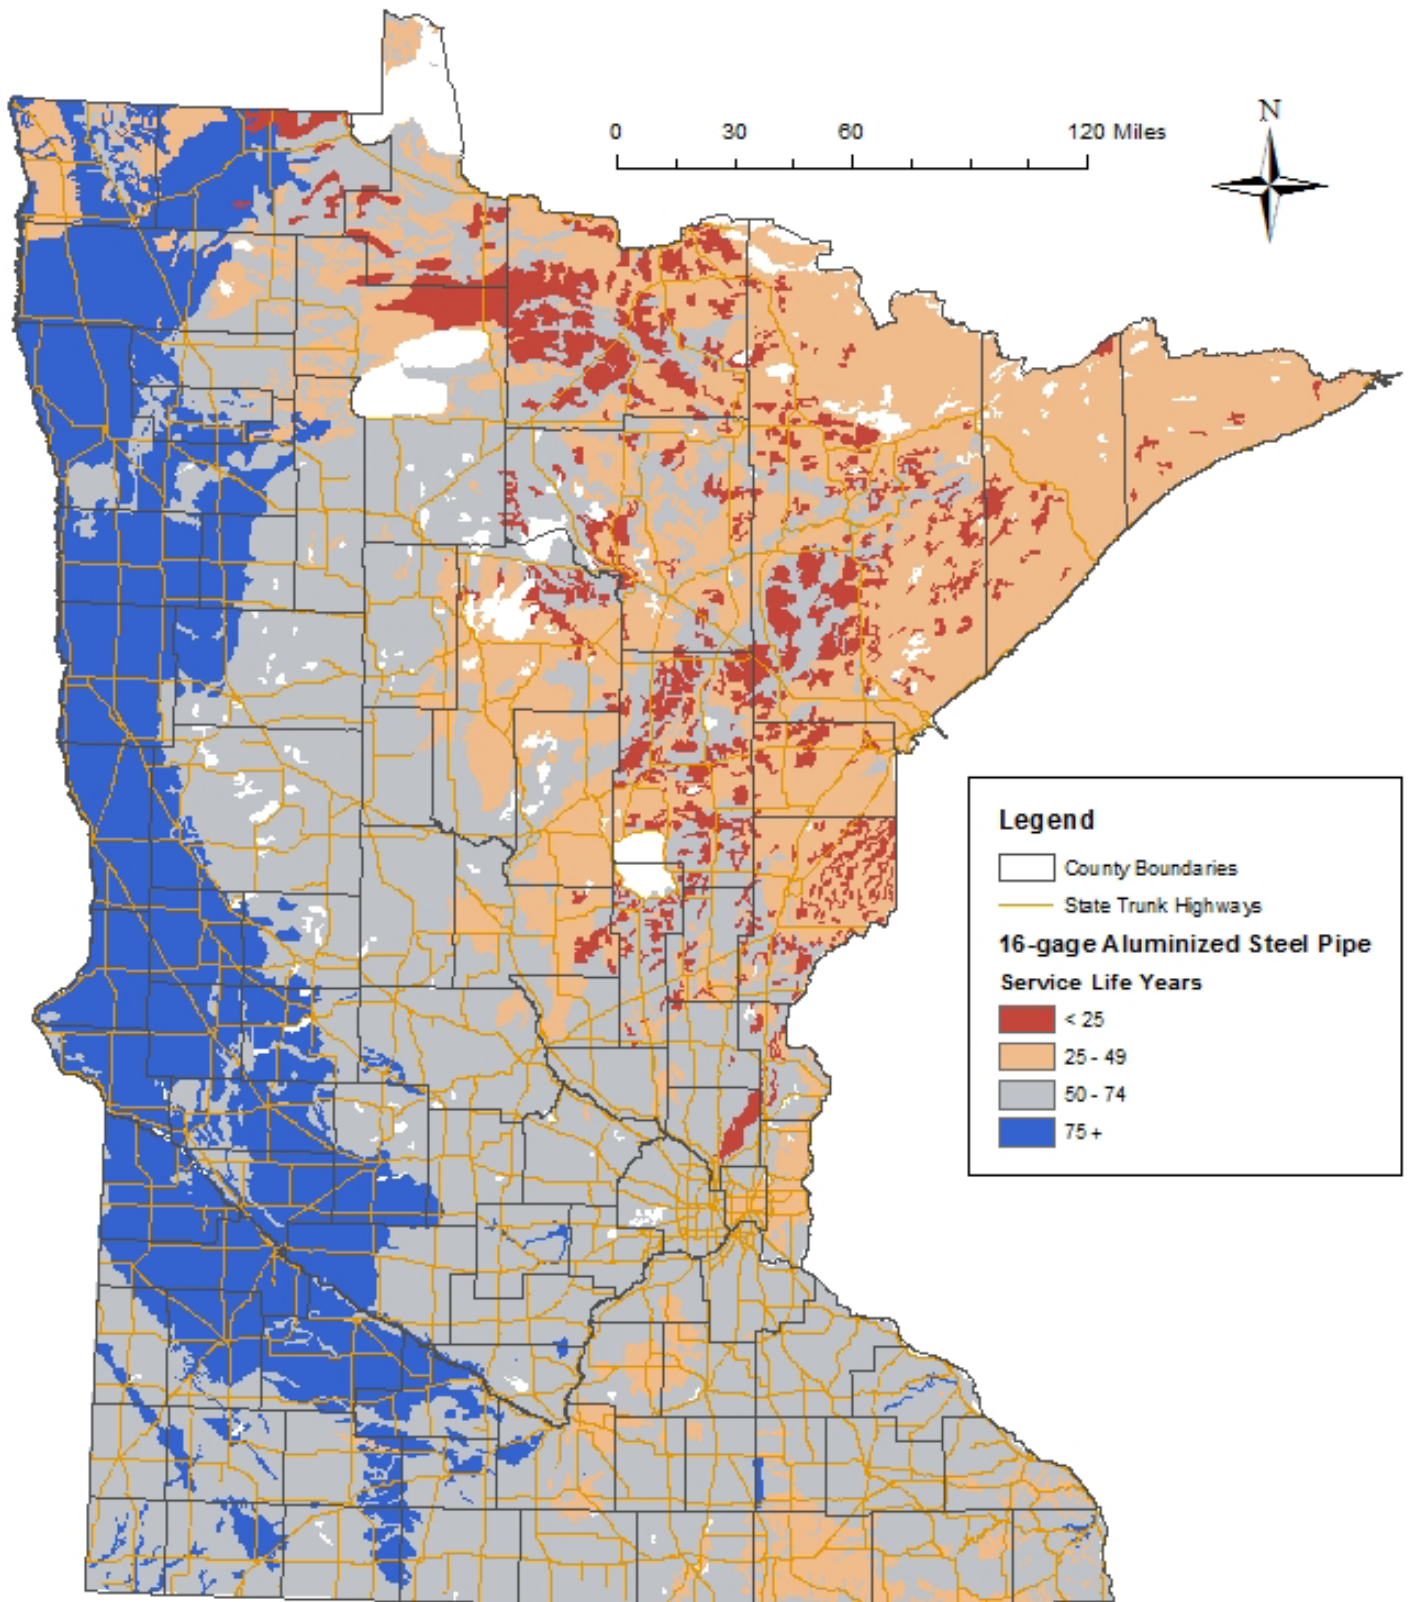 N
0 30 60 120 Miles
Legend
County Boundaries
State Trunk Highways
16-gage Aluminized Steel Pipe
Service Life Years
< 25
25 - 49
50 - 74
75 +